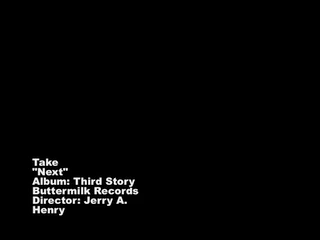 Take
"Next"
Album: Third Story
Buttermilk Records
Director: Jerry A.
Henry